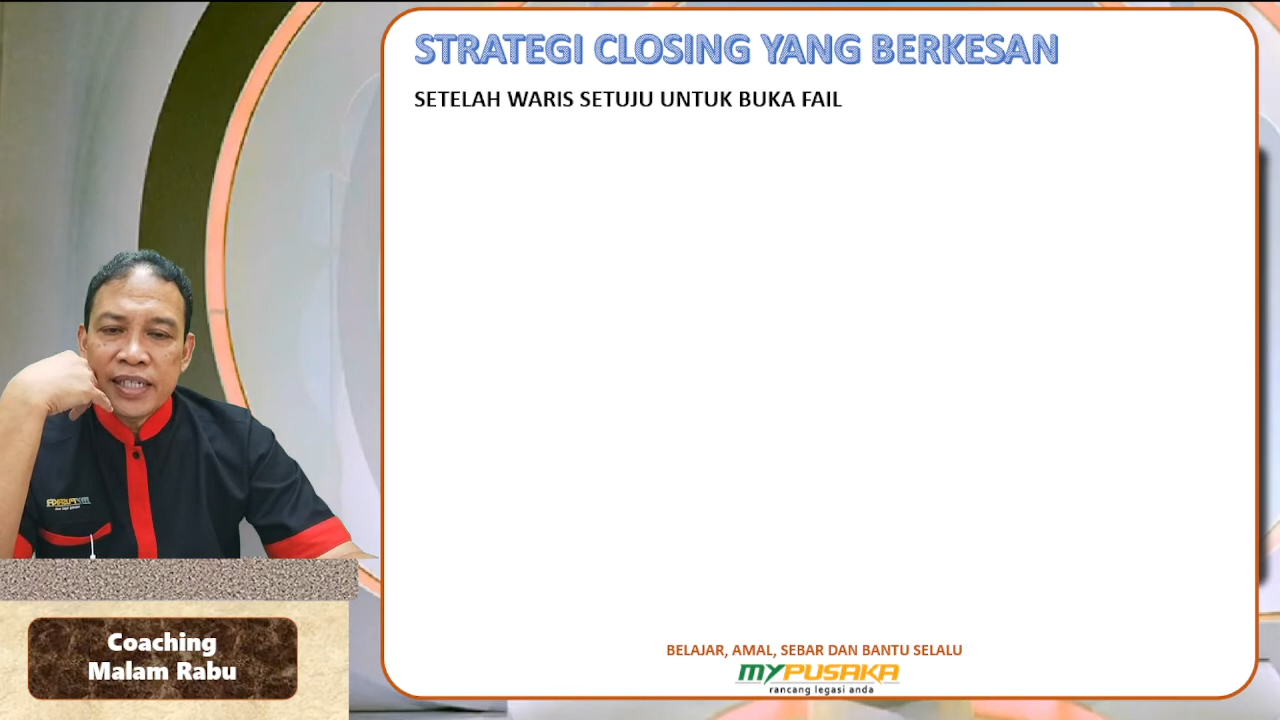 STRATEGI CLOSING YANG BERKESAN
SETELAH WARIS SETUJU UNTUK BUKA FAIL
Coaching
Malam Rabu
BELAJAR, AMAL, SEBAR DAN BANTU SELALU
MYPUSAKA
rancang legasi anda